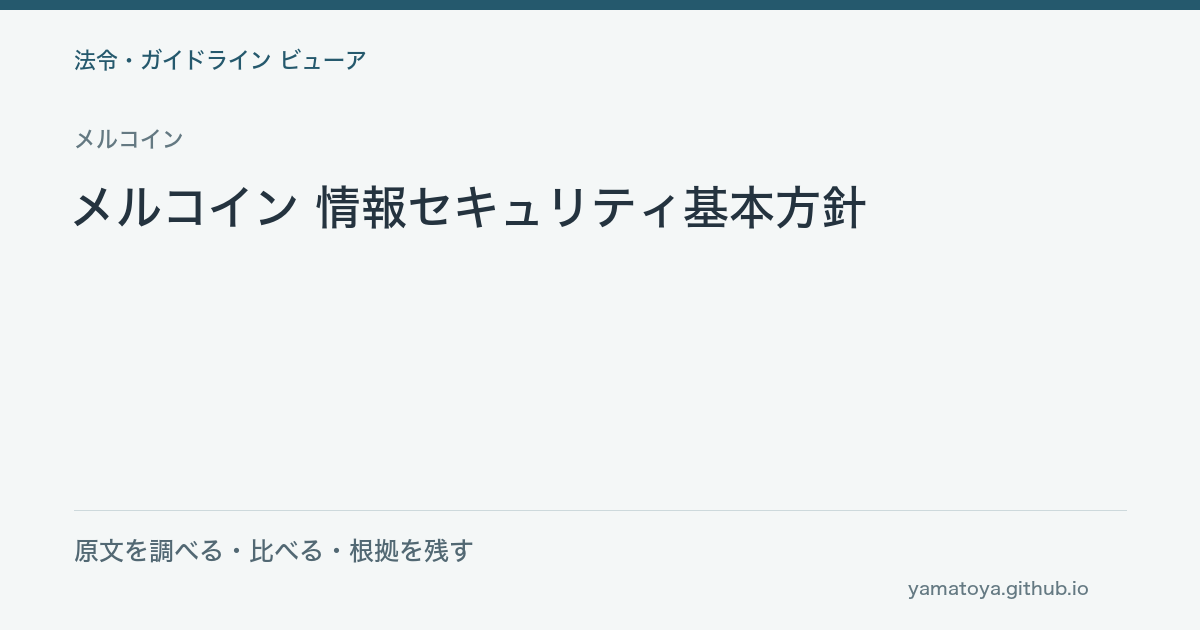 法令・ガイドライン ビューア
メルコイン
メルコイン 情報セキュリティ基本方針
原文を調べる・比べる・根拠を残す
yamatoya.github.io